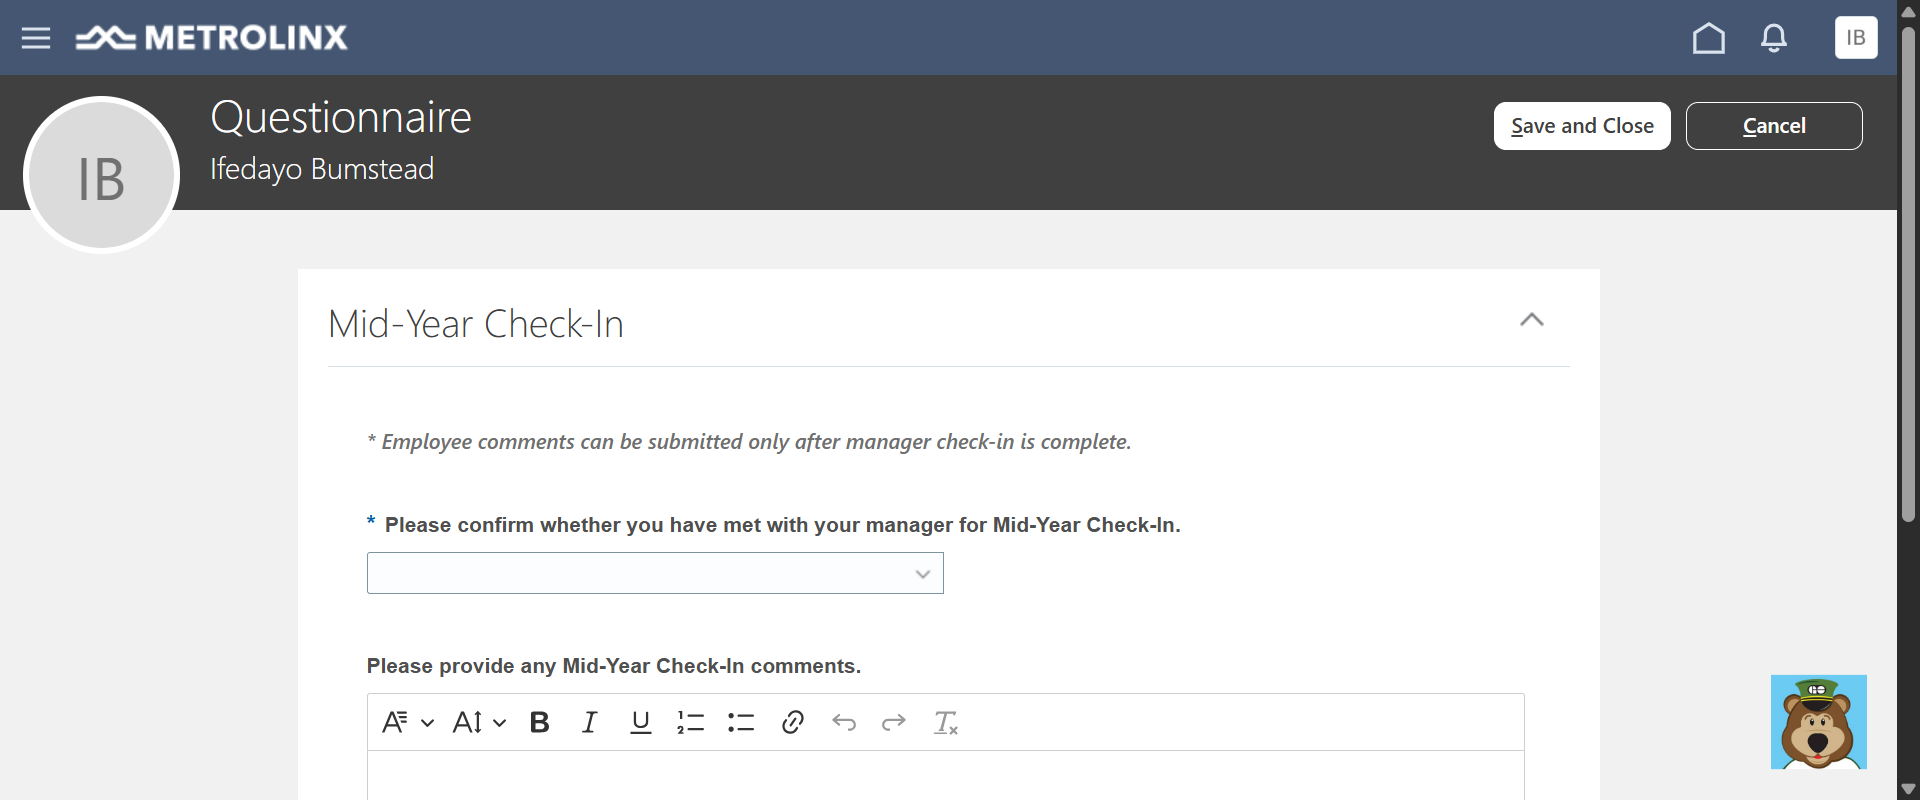 METROLINX
IB
Questionnaire
Ifedayo Bumstead
IB
Save and Close
Cancel
Mid-Year Check-In
* Employee comments can be submitted only after manager check-in is complete.
* Please confirm whether you have met with your manager for Mid-Year Check-In.
Please provide any Mid-Year Check-In comments.
GO